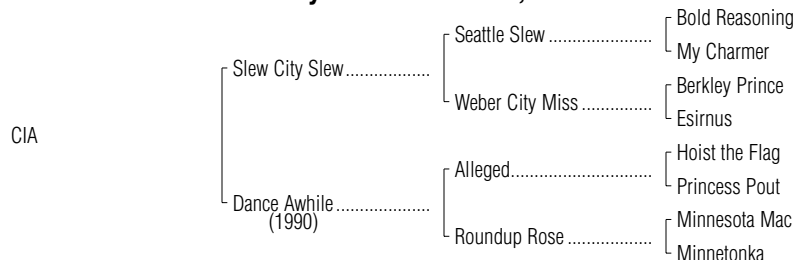 Bold Reasoning
Seattle Slew ....................
My Charmer
Slew City Slew...................
Berkley Prince
Weber City Miss ..............
Esirnus
CIA
Hoist the Flag
Alleged.............................
Princess Pout
Dance Awhile .....................
(1990)
Minnesota Mac
Roundup Rose .................
Minnetonka